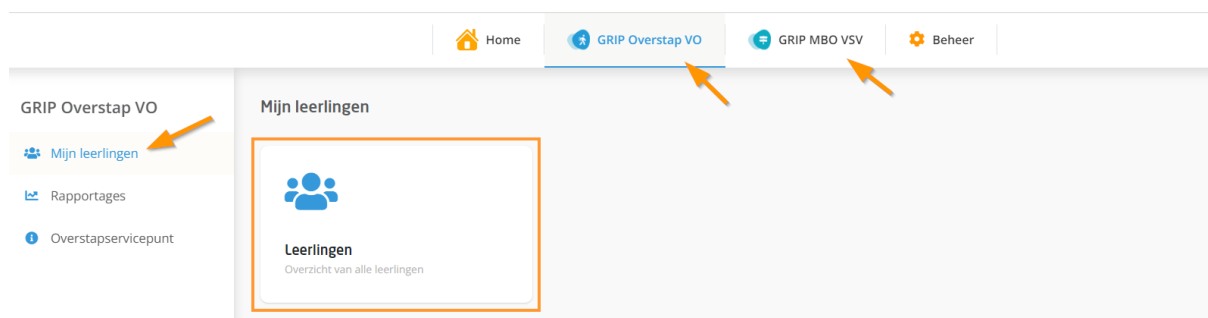 Home
GRIP Overstap VO
GRIP MBO VSV
Beheer
GRIP Overstap VO
Mijn leerlingen
Mijn leerlingen
Rapportages
Overstapservicepunt
Leerlingen
Overzicht van alle leerlingen